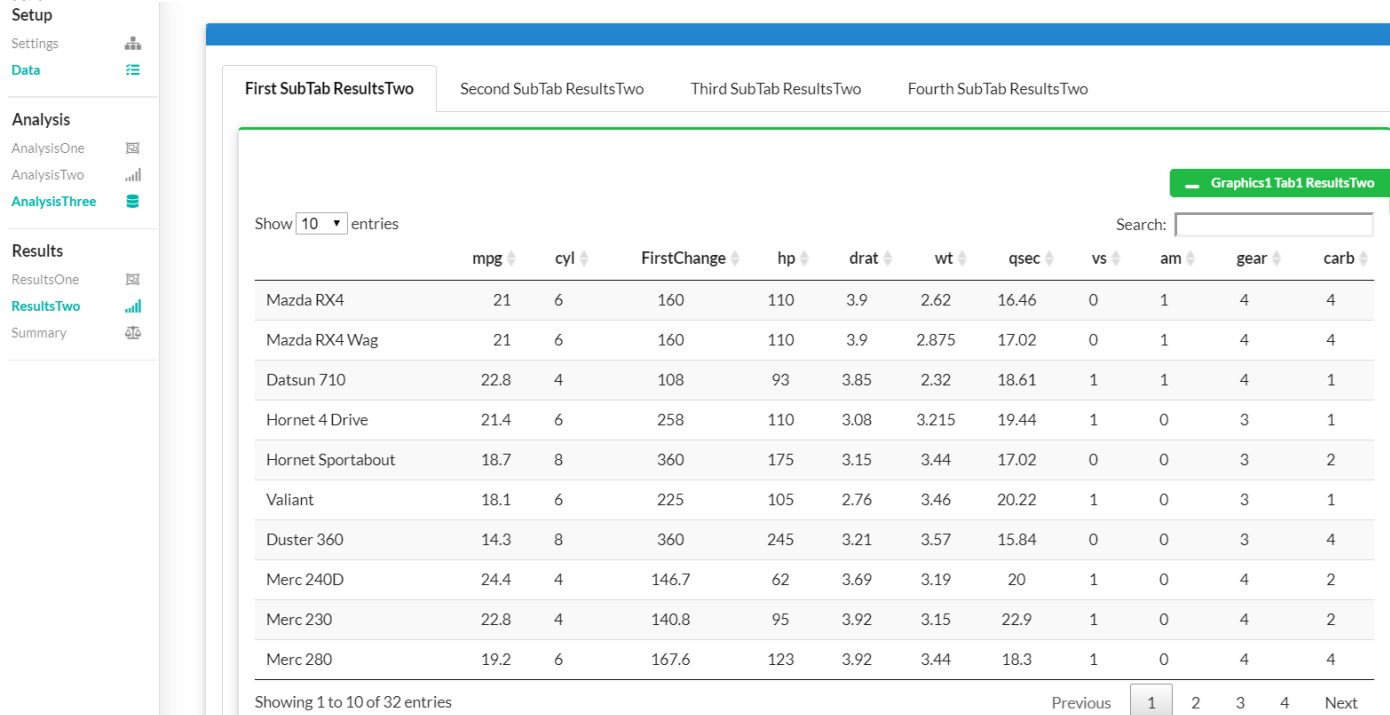 Setup
Settings
Data
Analysis
AnalysisOne
AnalysisTwo
AnalysisThree
Results
ResultsOne
ResultsTwo
Summary
First SubTab ResultsTwo Second SubTab ResultsTwo Third SubTab ResultsTwo Fourth SubTab ResultsTwo
Graphics1 Tab1 ResultsTwo
Show 10 entries Search:
mpg cyl FirstChange hp drat wt qsec vs am gear carb
Mazda RX4 21 6 160 110 3.9 2.62 16.46 0 1 4 4
Mazda RX4 Wag 21 6 160 110 3.9 2.875 17.02 0 1 4 4
Datsun 710 22.8 4 108 93 3.85 2.32 18.61 1 1 4 1
Hornet 4 Drive 21.4 6 258 110 3.08 3.215 19.44 1 0 3 1
Hornet Sportabout 18.7 8 360 175 3.15 3.44 17.02 0 0 3 2
Valiant 18.1 6 225 105 2.76 3.46 20.22 1 0 3 1
Duster 360 14.3 8 360 245 3.21 3.57 15.84 0 0 3 4
Merc 240D 24.4 4 146.7 62 3.69 3.19 20 1 0 4 2
Merc 230 22.8 4 140.8 95 3.92 3.15 22.9 1 0 4 2
Merc 280 19.2 6 167.6 123 3.92 3.44 18.3 1 0 4 4
Showing 1 to 10 of 32 entries Previous 1 2 3 4 Next